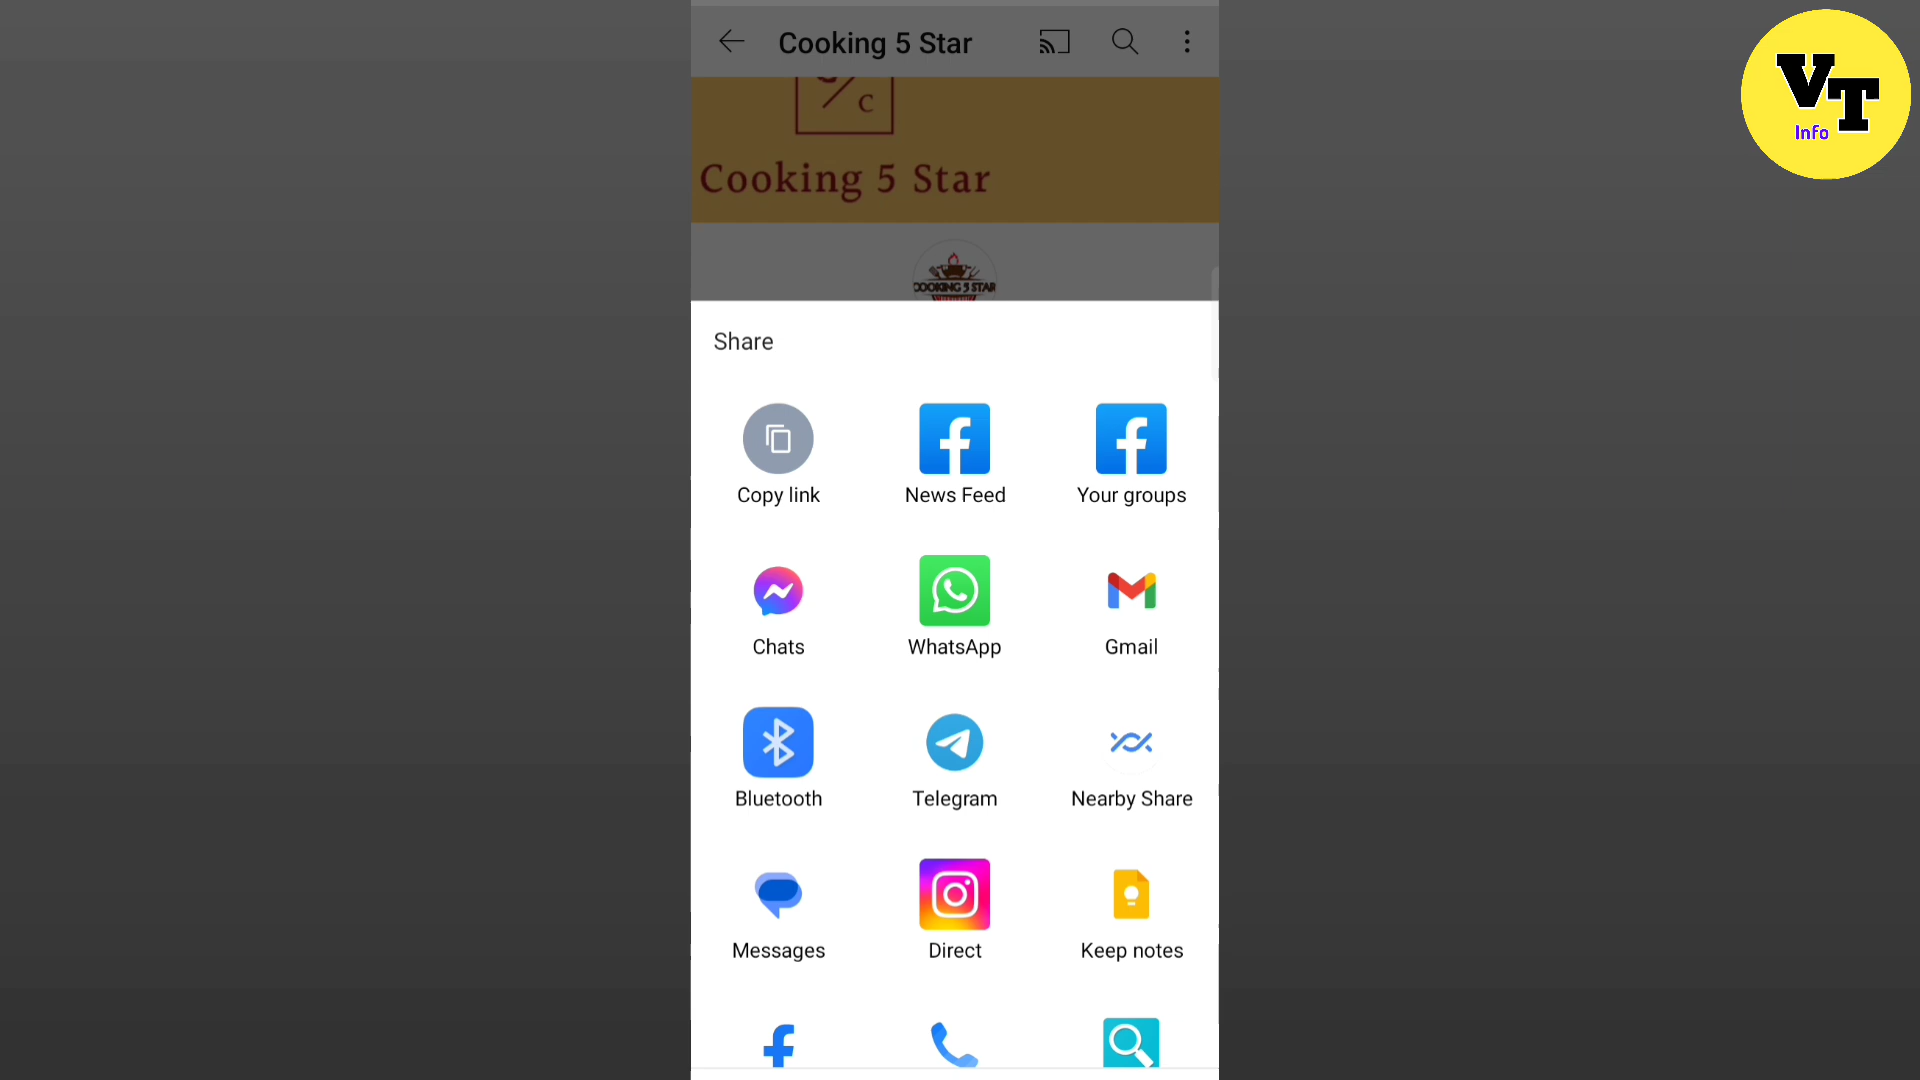 Cooking 5 Star
C
Cooking 5 Star
COOKING 5 STAR
Share
Copy link
News Feed
Your groups
Chats
WhatsApp
Gmail
Bluetooth
Telegram
Nearby Share
Messages
Direct
Keep notes
VT
Info